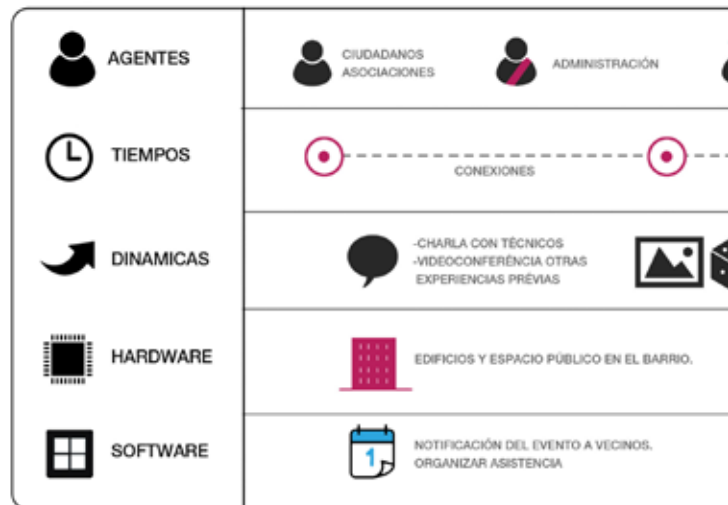 AGENTES
CIUDADANOS
ASOCIACIONES
ADMINISTRACIÓN
TIEMPOS
CONEXIONES
DINAMICAS
-CHARLA CON TÉCNICOS
-VIDEOCONFERÉNCIA OTRAS
EXPERIENCIAS PRÉVIAS
HARDWARE
EDIFICIOS Y ESPACIO PÚBLICO EN EL BARRIO.
SOFTWARE
1
NOTIFICACIÓN DEL EVENTO A VECINOS.
ORGANIZAR ASISTENCIA